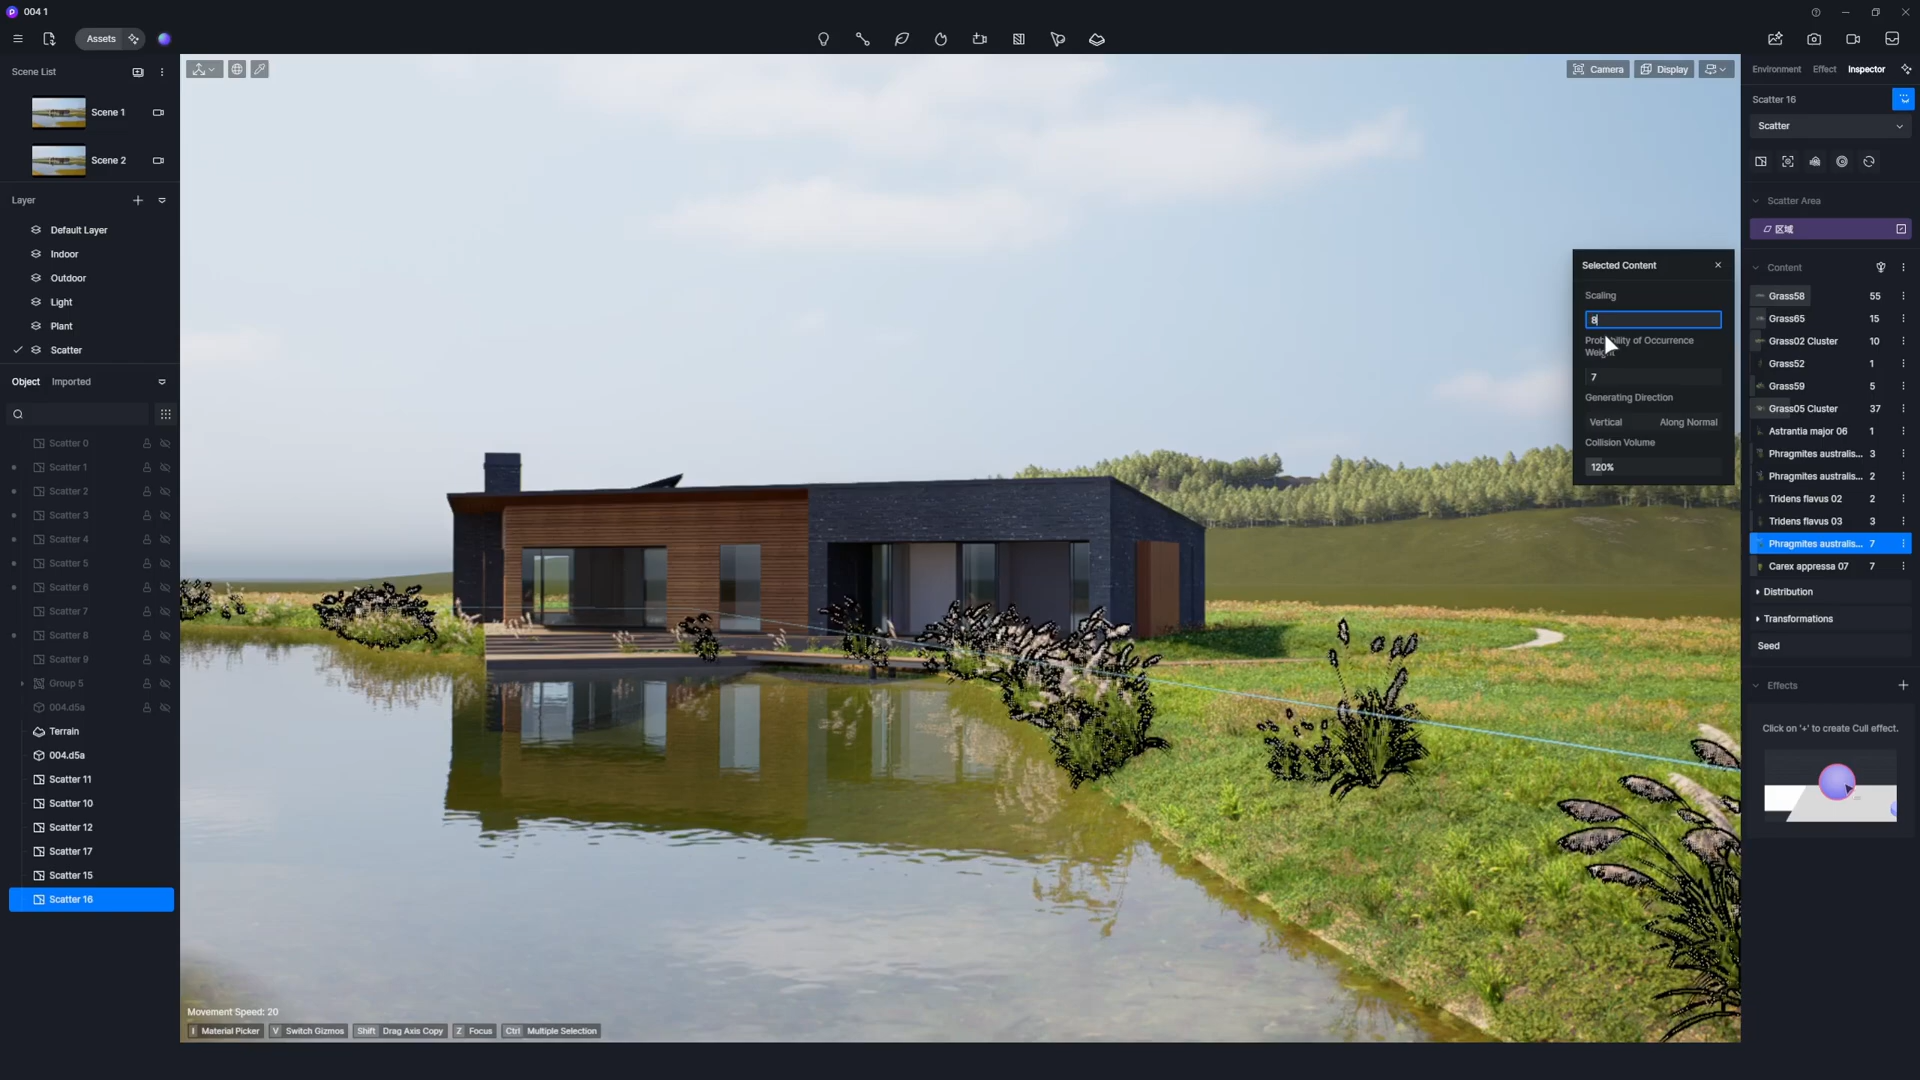 004 1
Assets
Scene List
Scene 1
Scene 2
Layer
Default Layer
Indoor
Outdoor
Light
Plant
Scatter
Object Imported
Scatter 0
Scatter 1
Scatter 2
Scatter 3
Scatter 4
Scatter 5
Scatter 6
Scatter 7
Scatter 8
Scatter 9
Group 5
004.d5a
Terrain
004.d5a
Scatter 11
Scatter 10
Scatter 12
Scatter 17
Scatter 15
Scatter 16
Camera Display
Selected Content
Scaling
8
Probability of Occurrence
Weight
7
Generating Direction
Vertical Along Normal
Collision Volume
120%
Movement Speed: 20
I Material Picker V Switch Gizmos Shift Drag Axis Copy Z Focus Ctrl Multiple Selection
Environment Effect Inspector
Scatter 16
Scatter
Scatter Area
区域
Content
Grass58 55
Grass65 15
Grass02 Cluster 10
Grass52 1
Grass59 5
Grass05 Cluster 37
Astrantia major 06 1
Phragmites australis... 3
Phragmites australis... 2
Tridens flavus 02 2
Tridens flavus 03 3
Phragmites australis... 7
Carex appressa 07 7
Distribution
Transformations
Seed
Effects
Click on '+' to create Cull effect.